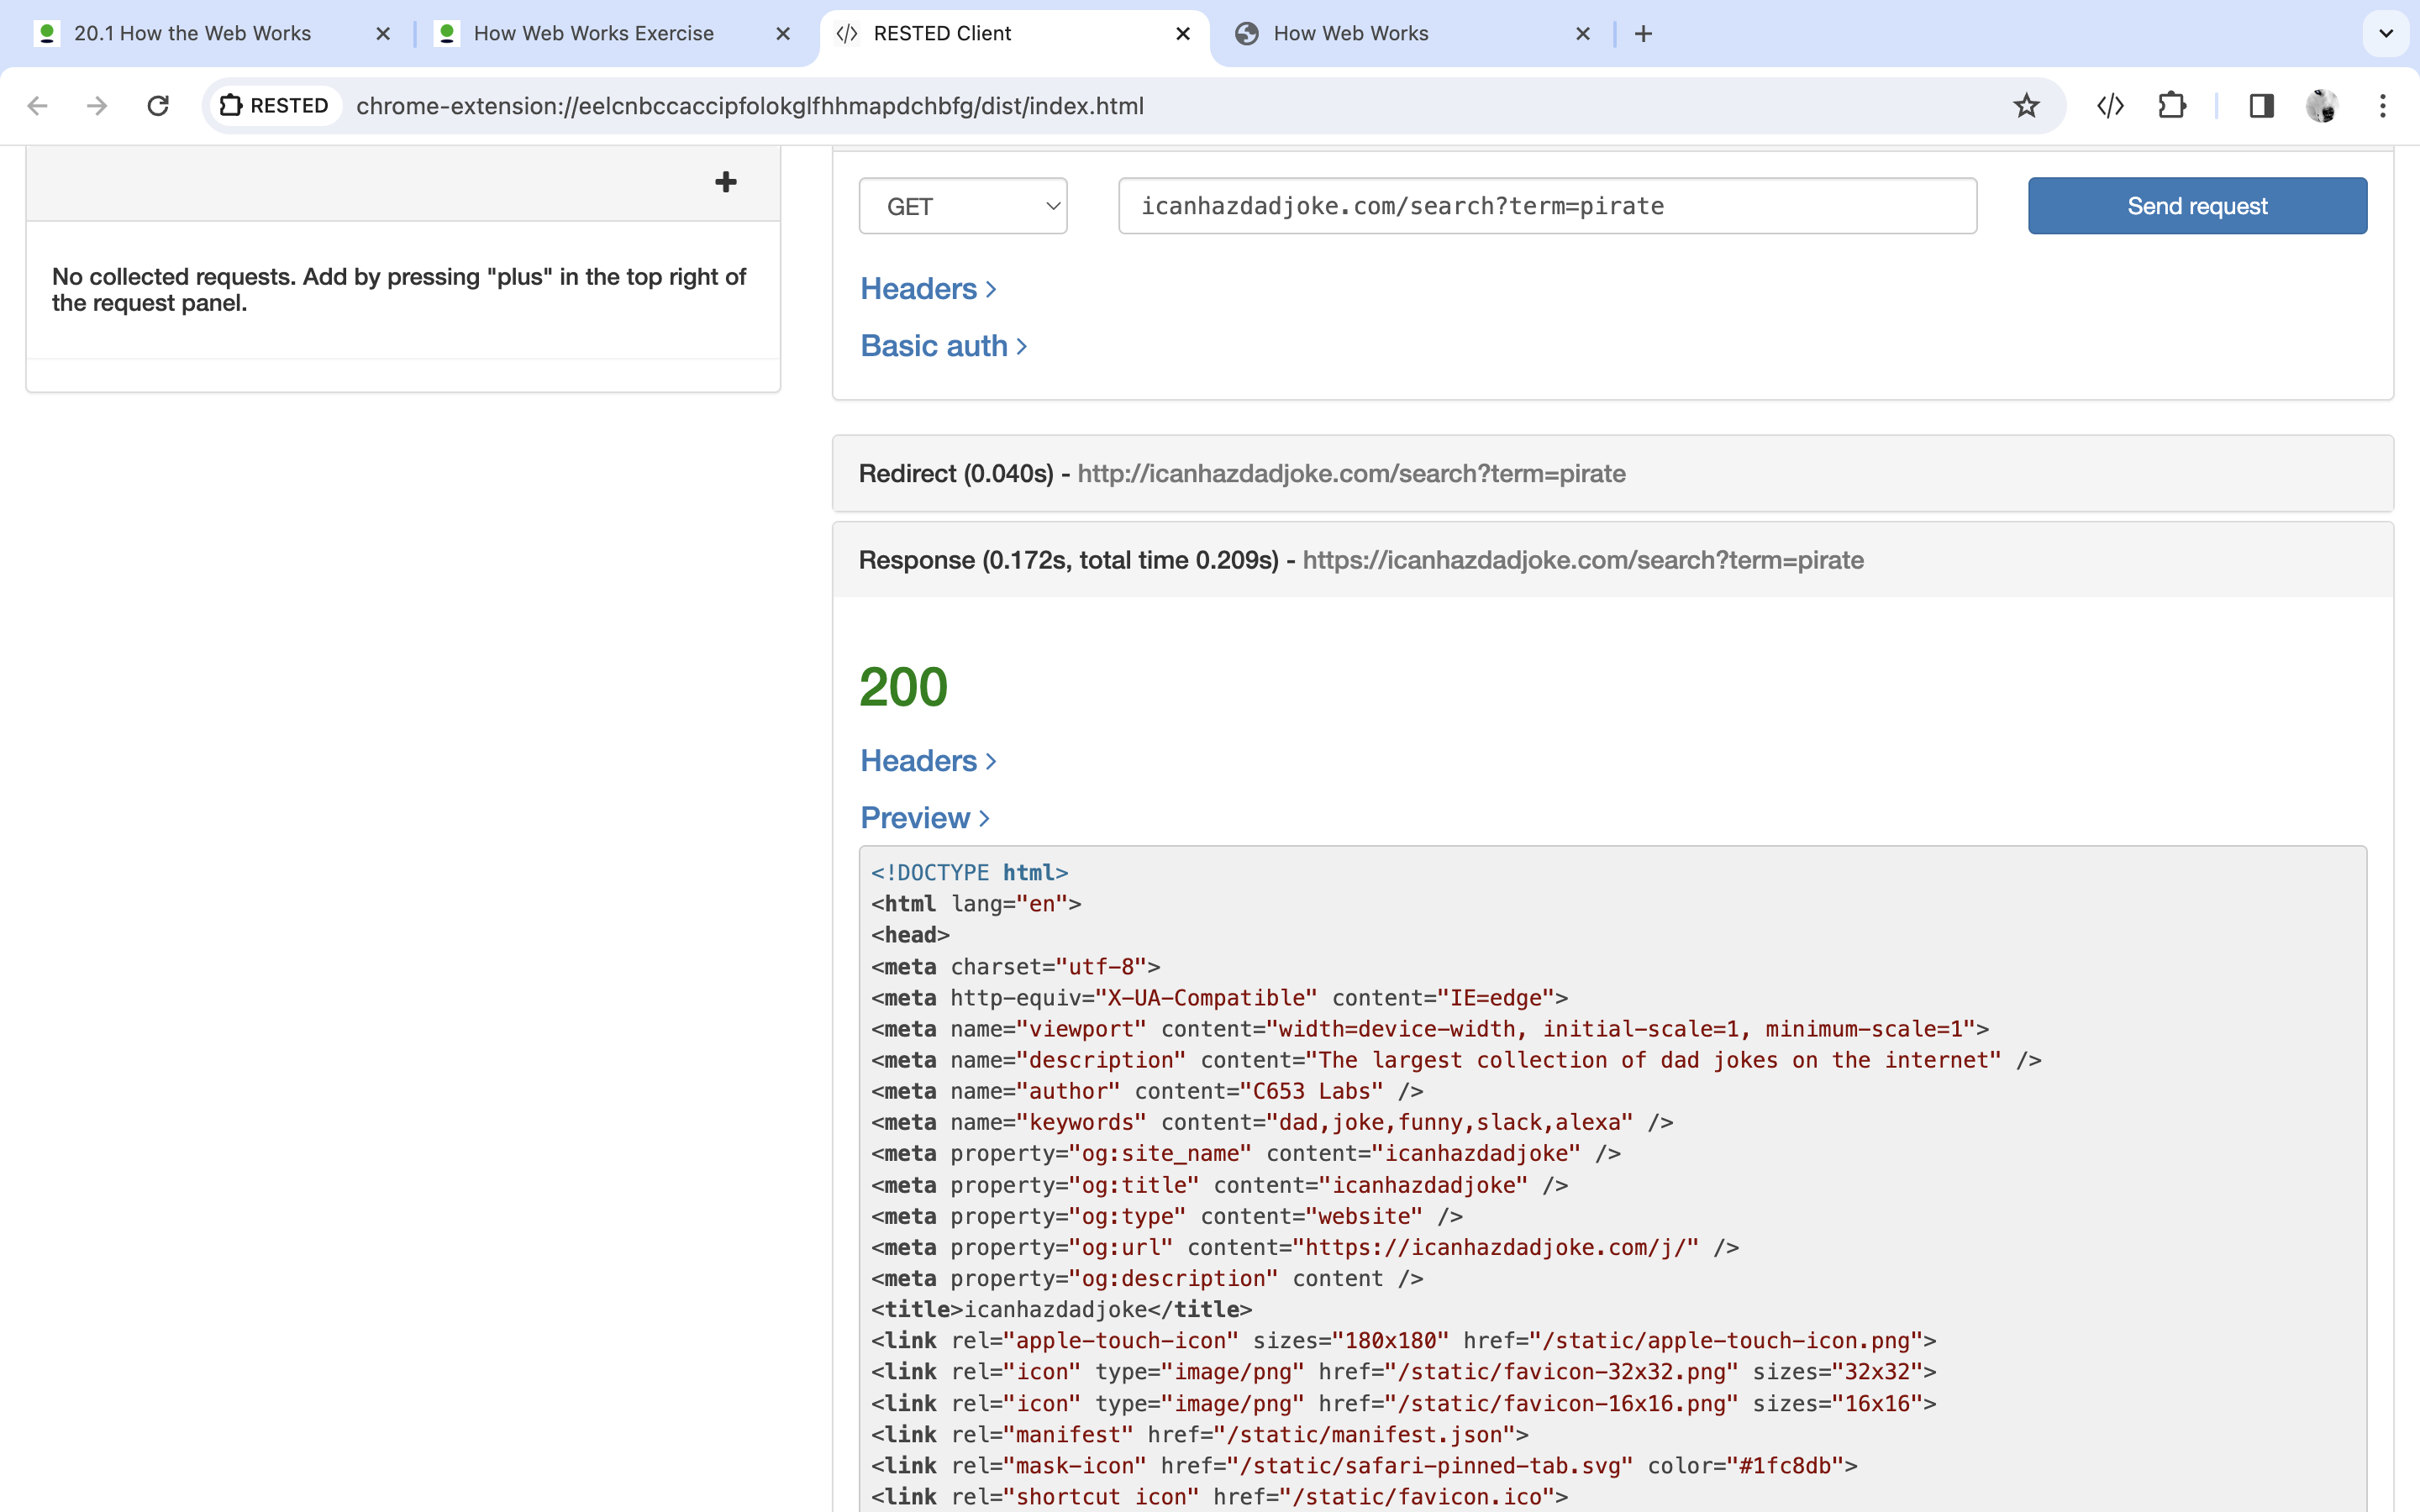 20.1 How the Web Works
How Web Works Exercise
RESTED Client
How Web Works
RESTED
chrome-extension://eelcnbccaccipfolokglfhhmapdchbfg/dist/index.html
No collected requests. Add by pressing "plus" in the top right of
the request panel.
GET
icanhazdadjoke.com/search?term=pirate
Send request
Headers
Basic auth
Redirect (0.040s) - http://icanhazdadjoke.com/search?term=pirate
Response (0.172s, total time 0.209s) - https://icanhazdadjoke.com/search?term=pirate
200
Headers
Preview
<!DOCTYPE html>
<html lang="en">
<head>
<meta charset="utf-8">
<meta http-equiv="X-UA-Compatible" content="IE=edge">
<meta name="viewport" content="width=device-width, initial-scale=1, minimum-scale=1">
<meta name="description" content="The largest collection of dad jokes on the internet" />
<meta name="author" content="C653 Labs" />
<meta name="keywords" content="dad,joke,funny,slack,alexa" />
<meta property="og:site_name" content="icanhazdadjoke" />
<meta property="og:title" content="icanhazdadjoke" />
<meta property="og:type" content="website" />
<meta property="og:url" content="https://icanhazdadjoke.com/j/" />
<meta property="og:description" content />
<title>icanhazdadjoke</title>
<link rel="apple-touch-icon" sizes="180x180" href="/static/apple-touch-icon.png">
<link rel="icon" type="image/png" href="/static/favicon-32x32.png" sizes="32x32">
<link rel="icon" type="image/png" href="/static/favicon-16x16.png" sizes="16x16">
<link rel="manifest" href="/static/manifest.json">
<link rel="mask-icon" href="/static/safari-pinned-tab.svg" color="#1fc8db">
<link rel="shortcut icon" href="/static/favicon.ico">